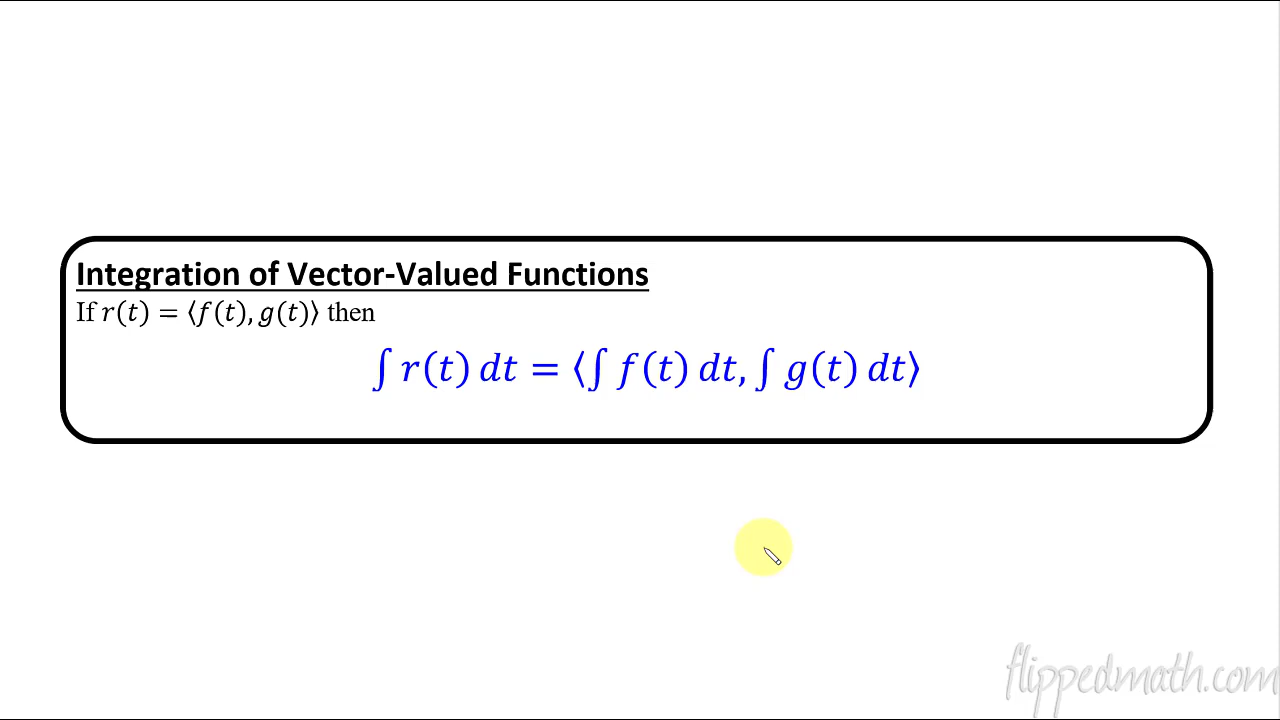 Integration of Vector-Valued Functions
If 𝑟(𝑡) = ⟨𝑓(𝑡), 𝑔(𝑡)⟩ then
∫ 𝑟(𝑡) 𝑑𝑡 = ⟨∫ 𝑓(𝑡) 𝑑𝑡, ∫ 𝑔(𝑡) 𝑑𝑡⟩
flippedmath.com